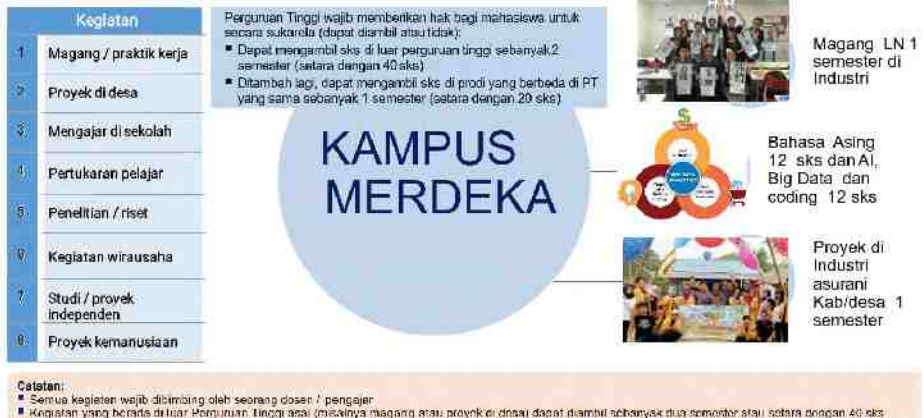 Kegiatan
1 Magang / praktik kerja
2 Proyek di desa
3 Mengajar di sekolah
4 Pertukaran pelajar
5 Penelitian / riset
6 Kegiatan wirausaha
7 Studi / proyek
independen
8 Proyek kemanusiaan
Perguruan Tinggi wajib memberikan hak bagi mahasiswa untuk
secara sukarela (dapat diambil atau tidak):
▪ Dapat mengambil sks di luar perguruan tinggi sebanyak 2
semester (setara dengan 40 sks)
▪ Ditambah lagi, dapat mengambil sks di prodi yang berbeda di PT
yang sama sebanyak 1 semester (setara dengan 20 sks)
KAMPUS
MERDEKA
Magang LN 1
semester di
Industri
Bahasa Asing
12 sks dan AI,
Big Data dan
coding 12 sks
Proyek di
Industri
asurani
Kab/desa 1
semester
Catatan:
▪ Semua kegiatan wajib dibimbing oleh seorang dosen / pengajar
▪ Kegiatan yang berada di luar Perguruan Tinggi asal (misalnya magang atau proyek di desa) dapat diambil sebanyak dua semester atau setara dengan 40 sks